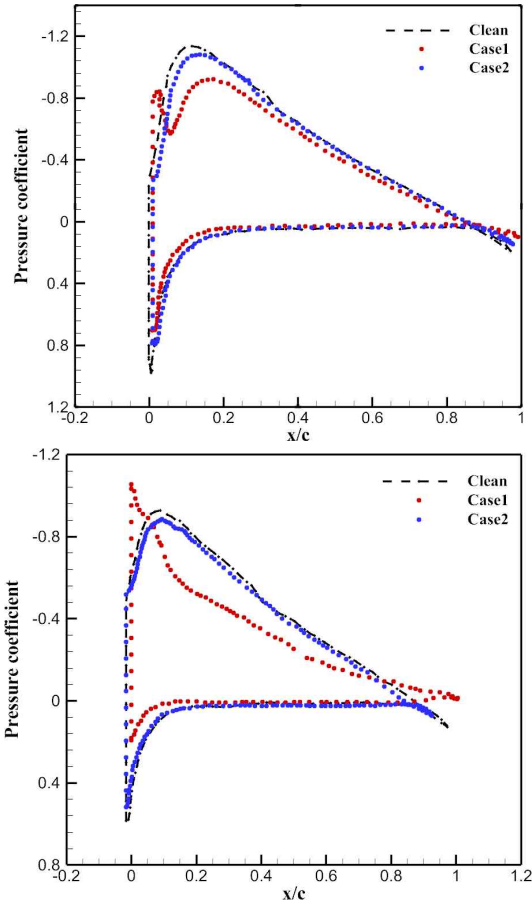 -1.2
-0.8
-0.4
0
0.4
0.8
1.2
Pressure coefficient
Clean
Case1
Case2
-0.2 0 0.2 0.4 0.6 0.8 1
x/c
-1.2
-0.8
-0.4
0
0.4
0.8
Pressure coefficient
Clean
Case1
Case2
-0.2 0 0.2 0.4 0.6 0.8 1 1.2
x/c